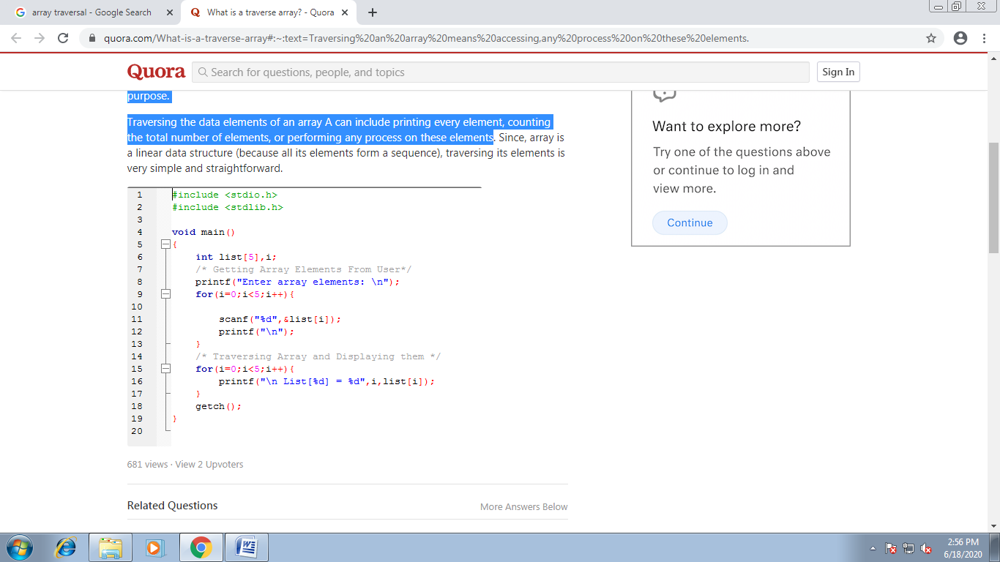 array traversal - Google Search
What is a traverse array? - Quora
quora.com/What-is-a-traverse-array#:~:text=Traversing%20an%20array%20means%20accessing,any%20process%20on%20these%20elements.
Quora
Search for questions, people, and topics
Sign In
purpose.
Traversing the data elements of an array A can include printing every element, counting
the total number of elements, or performing any process on these elements. Since, array is
a linear data structure (because all its elements form a sequence), traversing its elements is
very simple and straightforward.
1 #include <stdio.h>
2 #include <stdlib.h>
3
4 void main()
5 {
6 int list[5],i;
7 /* Getting Array Elements From User*/
8 printf("Enter array elements: \n");
9 for(i=0;i<5;i++){
10
11 scanf("%d",&list[i]);
12 printf("\n");
13 }
14 /* Traversing Array and Displaying them */
15 for(i=0;i<5;i++){
16 printf("\n List[%d] = %d",i,list[i]);
17 }
18 getch();
19 }
20
681 views · View 2 Upvoters
Related Questions
More Answers Below
Want to explore more?
Try one of the questions above
or continue to log in and
view more.
Continue
2:56 PM
6/18/2020